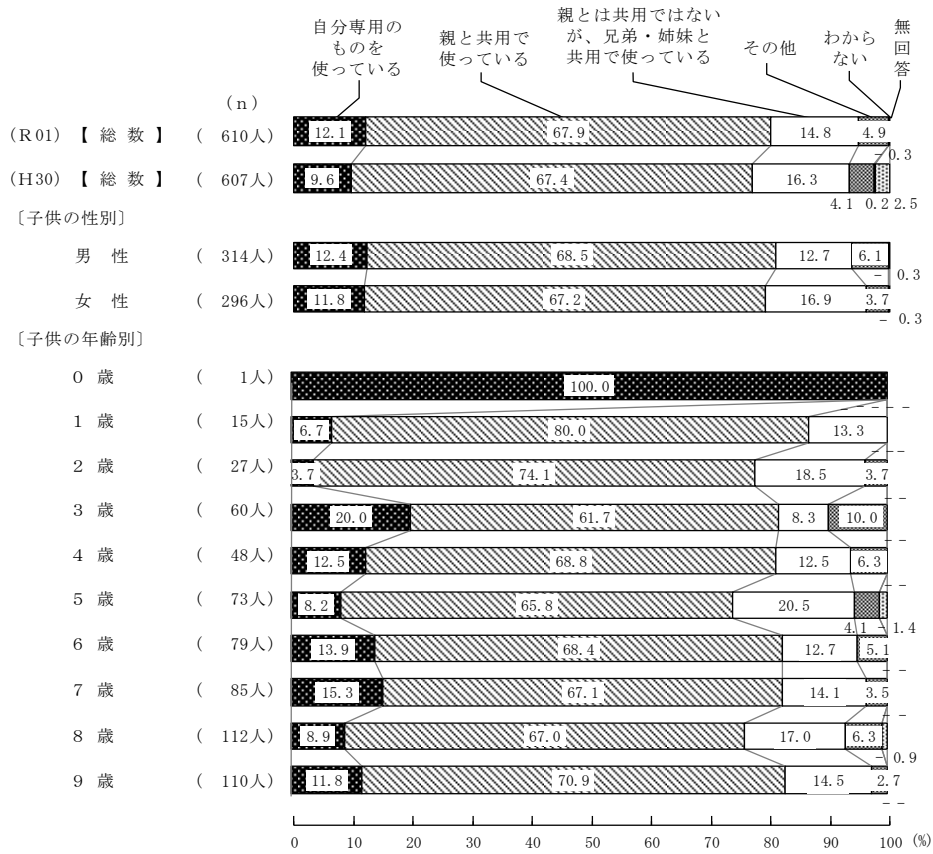 自分専用の
ものを
使っている
親と共用で
使っている
親とは共用ではない
が、兄弟・姉妹と
共用で使っている
その他
わから
ない
無回答
（ｎ）
（R01）【 総 数 】 （ 610人） 12.1 67.9 14.8 4.9
- 0.3
（H30）【 総 数 】 （ 607人） 9.6 67.4 16.3
4.1 0.2 2.5
〔子供の性別〕
男 性 （ 314人） 12.4 68.5 12.7 6.1
- 0.3
女 性 （ 296人） 11.8 67.2 16.9 3.7
- 0.3
〔子供の年齢別〕
０ 歳 （ 1人） 100.0
- - - - -
１ 歳 （ 15人） 6.7 80.0 13.3
- - -
２ 歳 （ 27人） 3.7 74.1 18.5 3.7
- -
３ 歳 （ 60人） 20.0 61.7 8.3 10.0
- -
４ 歳 （ 48人） 12.5 68.8 12.5 6.3
- -
５ 歳 （ 73人） 8.2 65.8 20.5
4.1 - 1.4
６ 歳 （ 79人） 13.9 68.4 12.7 5.1
- -
７ 歳 （ 85人） 15.3 67.1 14.1 3.5
- -
８ 歳 （ 112人） 8.9 67.0 17.0 6.3
- 0.9
９ 歳 （ 110人） 11.8 70.9 14.5 2.7
- -
0 10 20 30 40 50 60 70 80 90 100 (%)